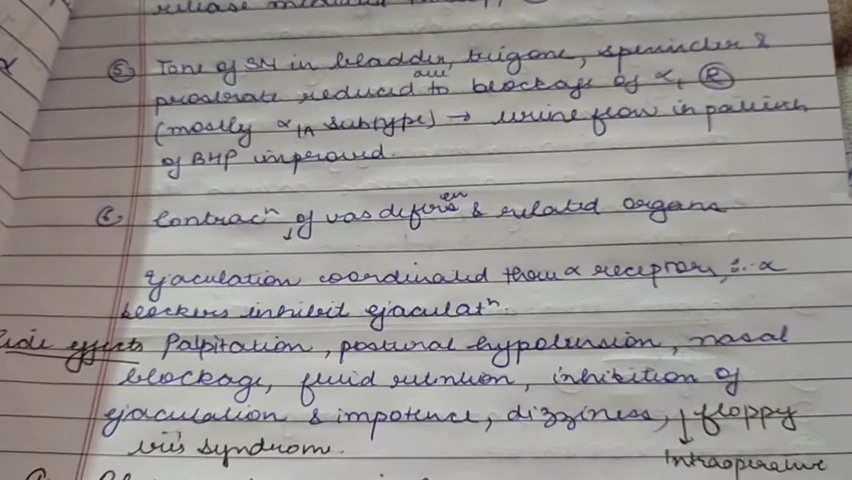 release
⑤ Tone of SM in bladder, trigone, sphincter &
prostrate reduced due to blockage of α₁ Ⓡ
(mostly α₁A subtype) → urine flow in patients
of BHP improved.
⑥ Contracⁿ of vas deferens & related organs
↓
Ejaculation coordinated through α receptors, ∴ α
blockers inhibit ejaculatⁿ.
Side effects Palpitation, postural hypotension, nasal
blockage, fluid retention, inhibition of
ejaculation & impotence, dizziness, ↓ floppy
iris syndrome.
Intraoperative